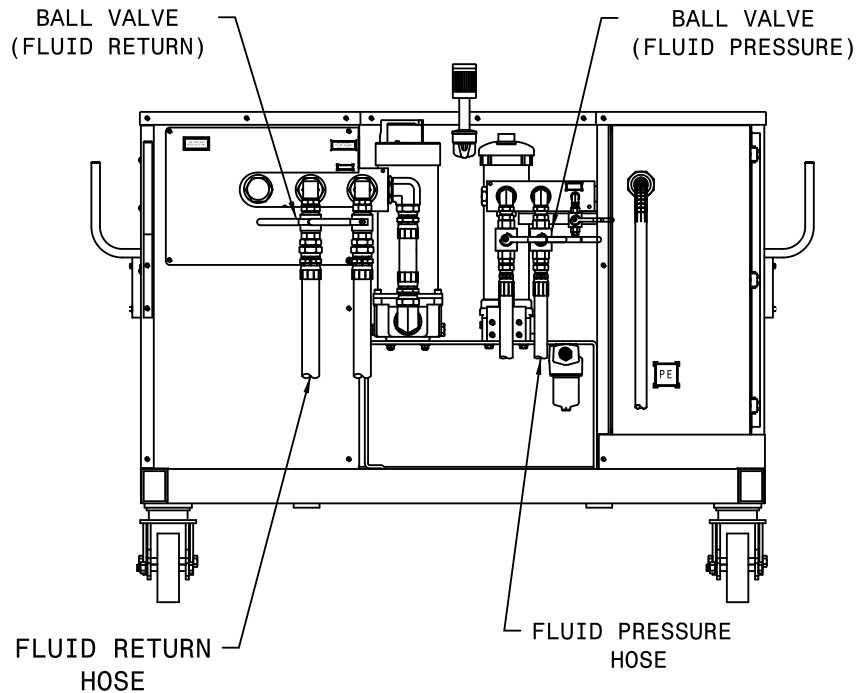 BALL VALVE
(FLUID RETURN)
BALL VALVE
(FLUID PRESSURE)
PE
FLUID RETURN
HOSE
FLUID PRESSURE
HOSE